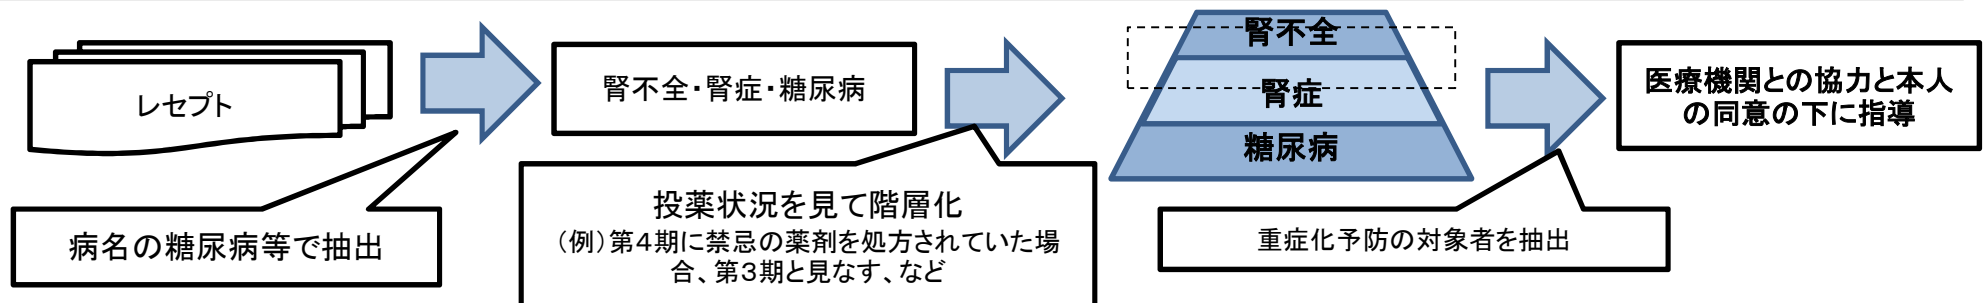 レセプト
病名の糖尿病等で抽出
腎不全・腎症・糖尿病
投薬状況を見て階層化
(例)第4期に禁忌の薬剤を処方されていた場
合、第3期と見なす、など
腎不全
腎症
糖尿病
重症化予防の対象者を抽出
医療機関との協力と本人
の同意の下に指導